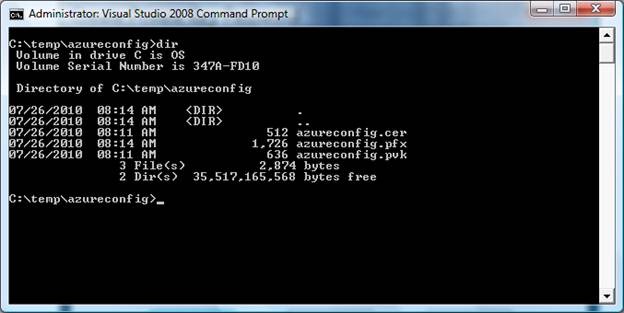 Administrator: Visual Studio 2008 Command Prompt
C:\temp\azureconfig>dir
Volume in drive C is OS
Volume Serial Number is 347A-FD10
Directory of C:\temp\azureconfig
07/26/2010 08:14 AM <DIR> .
07/26/2010 08:14 AM <DIR> ..
07/26/2010 08:11 AM 512 azureconfig.cer
07/26/2010 08:14 AM 1,726 azureconfig.pfx
07/26/2010 08:11 AM 636 azureconfig.pvk
3 File(s) 2,874 bytes
2 Dir(s) 35,517,165,568 bytes free
C:\temp\azureconfig>_